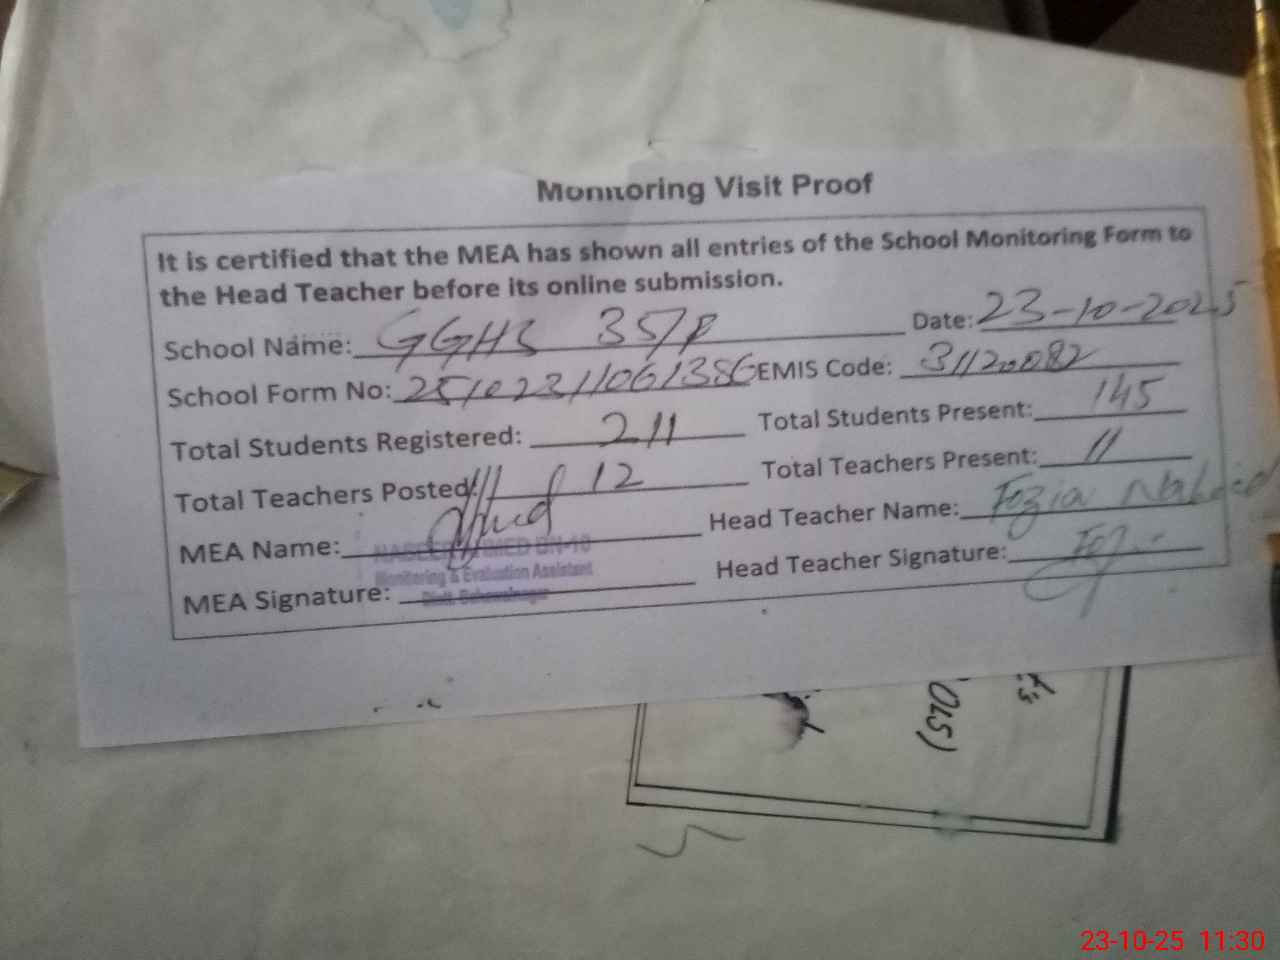 Monitoring Visit Proof
It is certified that the MEA has shown all entries of the School Monitoring Form to
the Head Teacher before its online submission.
School Name: GGHS 35/P Date: 23-10-2025
School Form No: EMIS Code: 31120082
Total Students Registered: 211 Total Students Present: 145
Total Teachers Posted: 12 Total Teachers Present: 11
MEA Name: Head Teacher Name: Fozia Naheed
Monitoring & Evaluation Assistant
MEA Signature: Head Teacher Signature:
OLS)
23-10-25 11:30